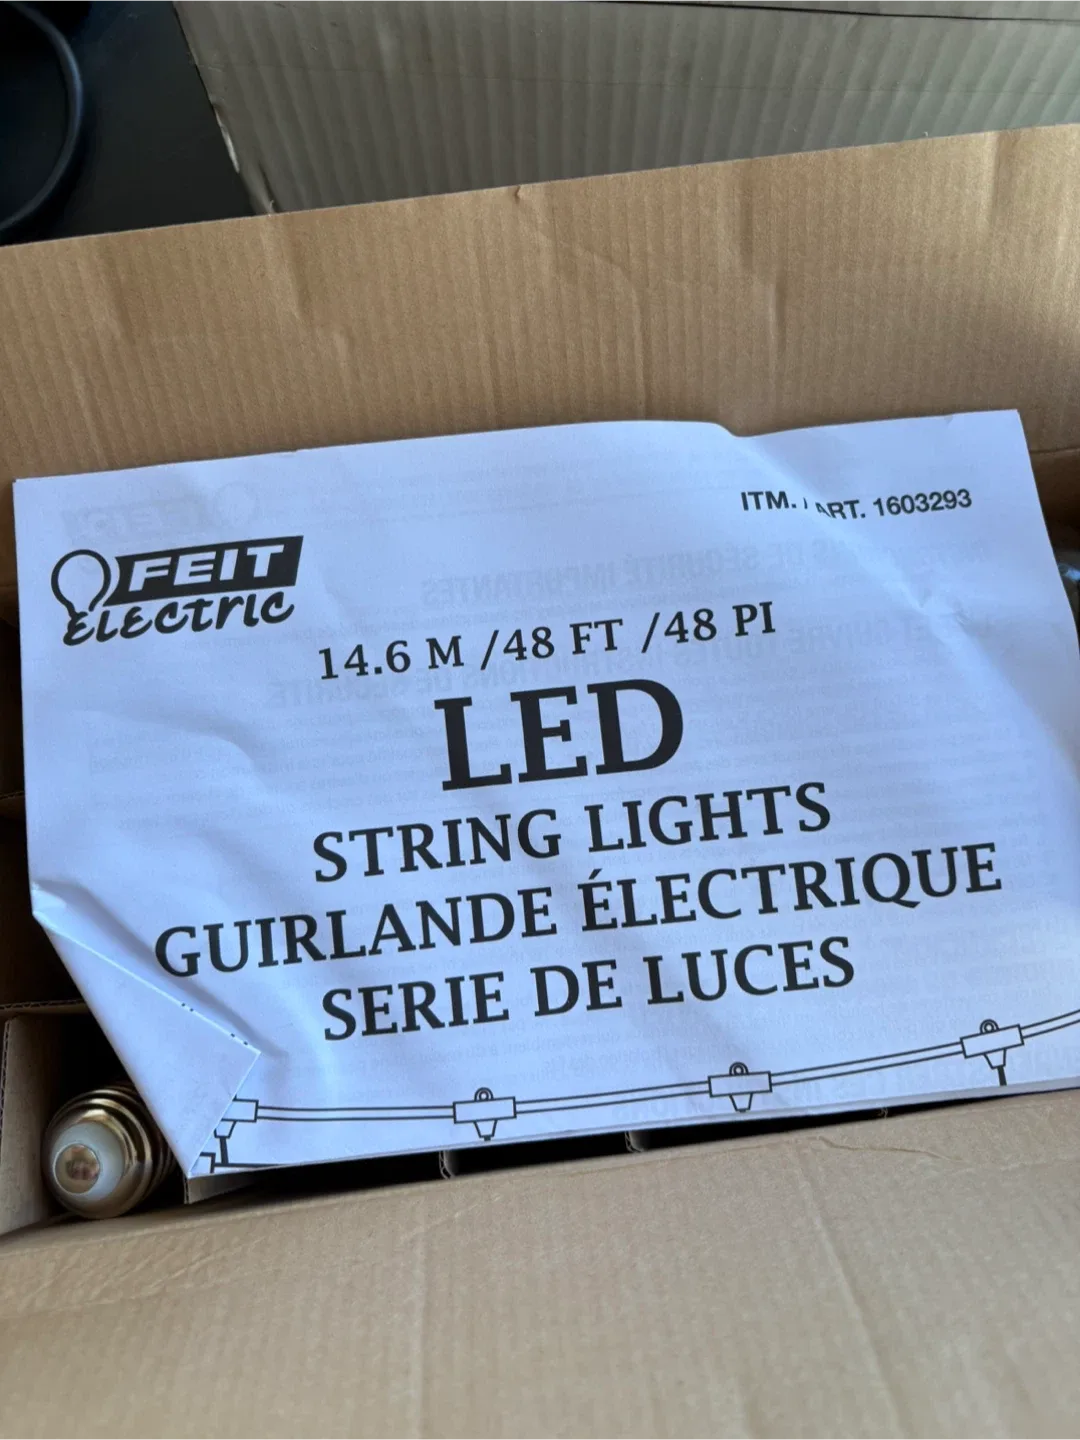 ITM. / ART. 1603293
FEIT
ELECTRIC
14.6 M /48 FT /48 PI
LED
STRING LIGHTS
GUIRLANDE ÉLECTRIQUE
SERIE DE LUCES